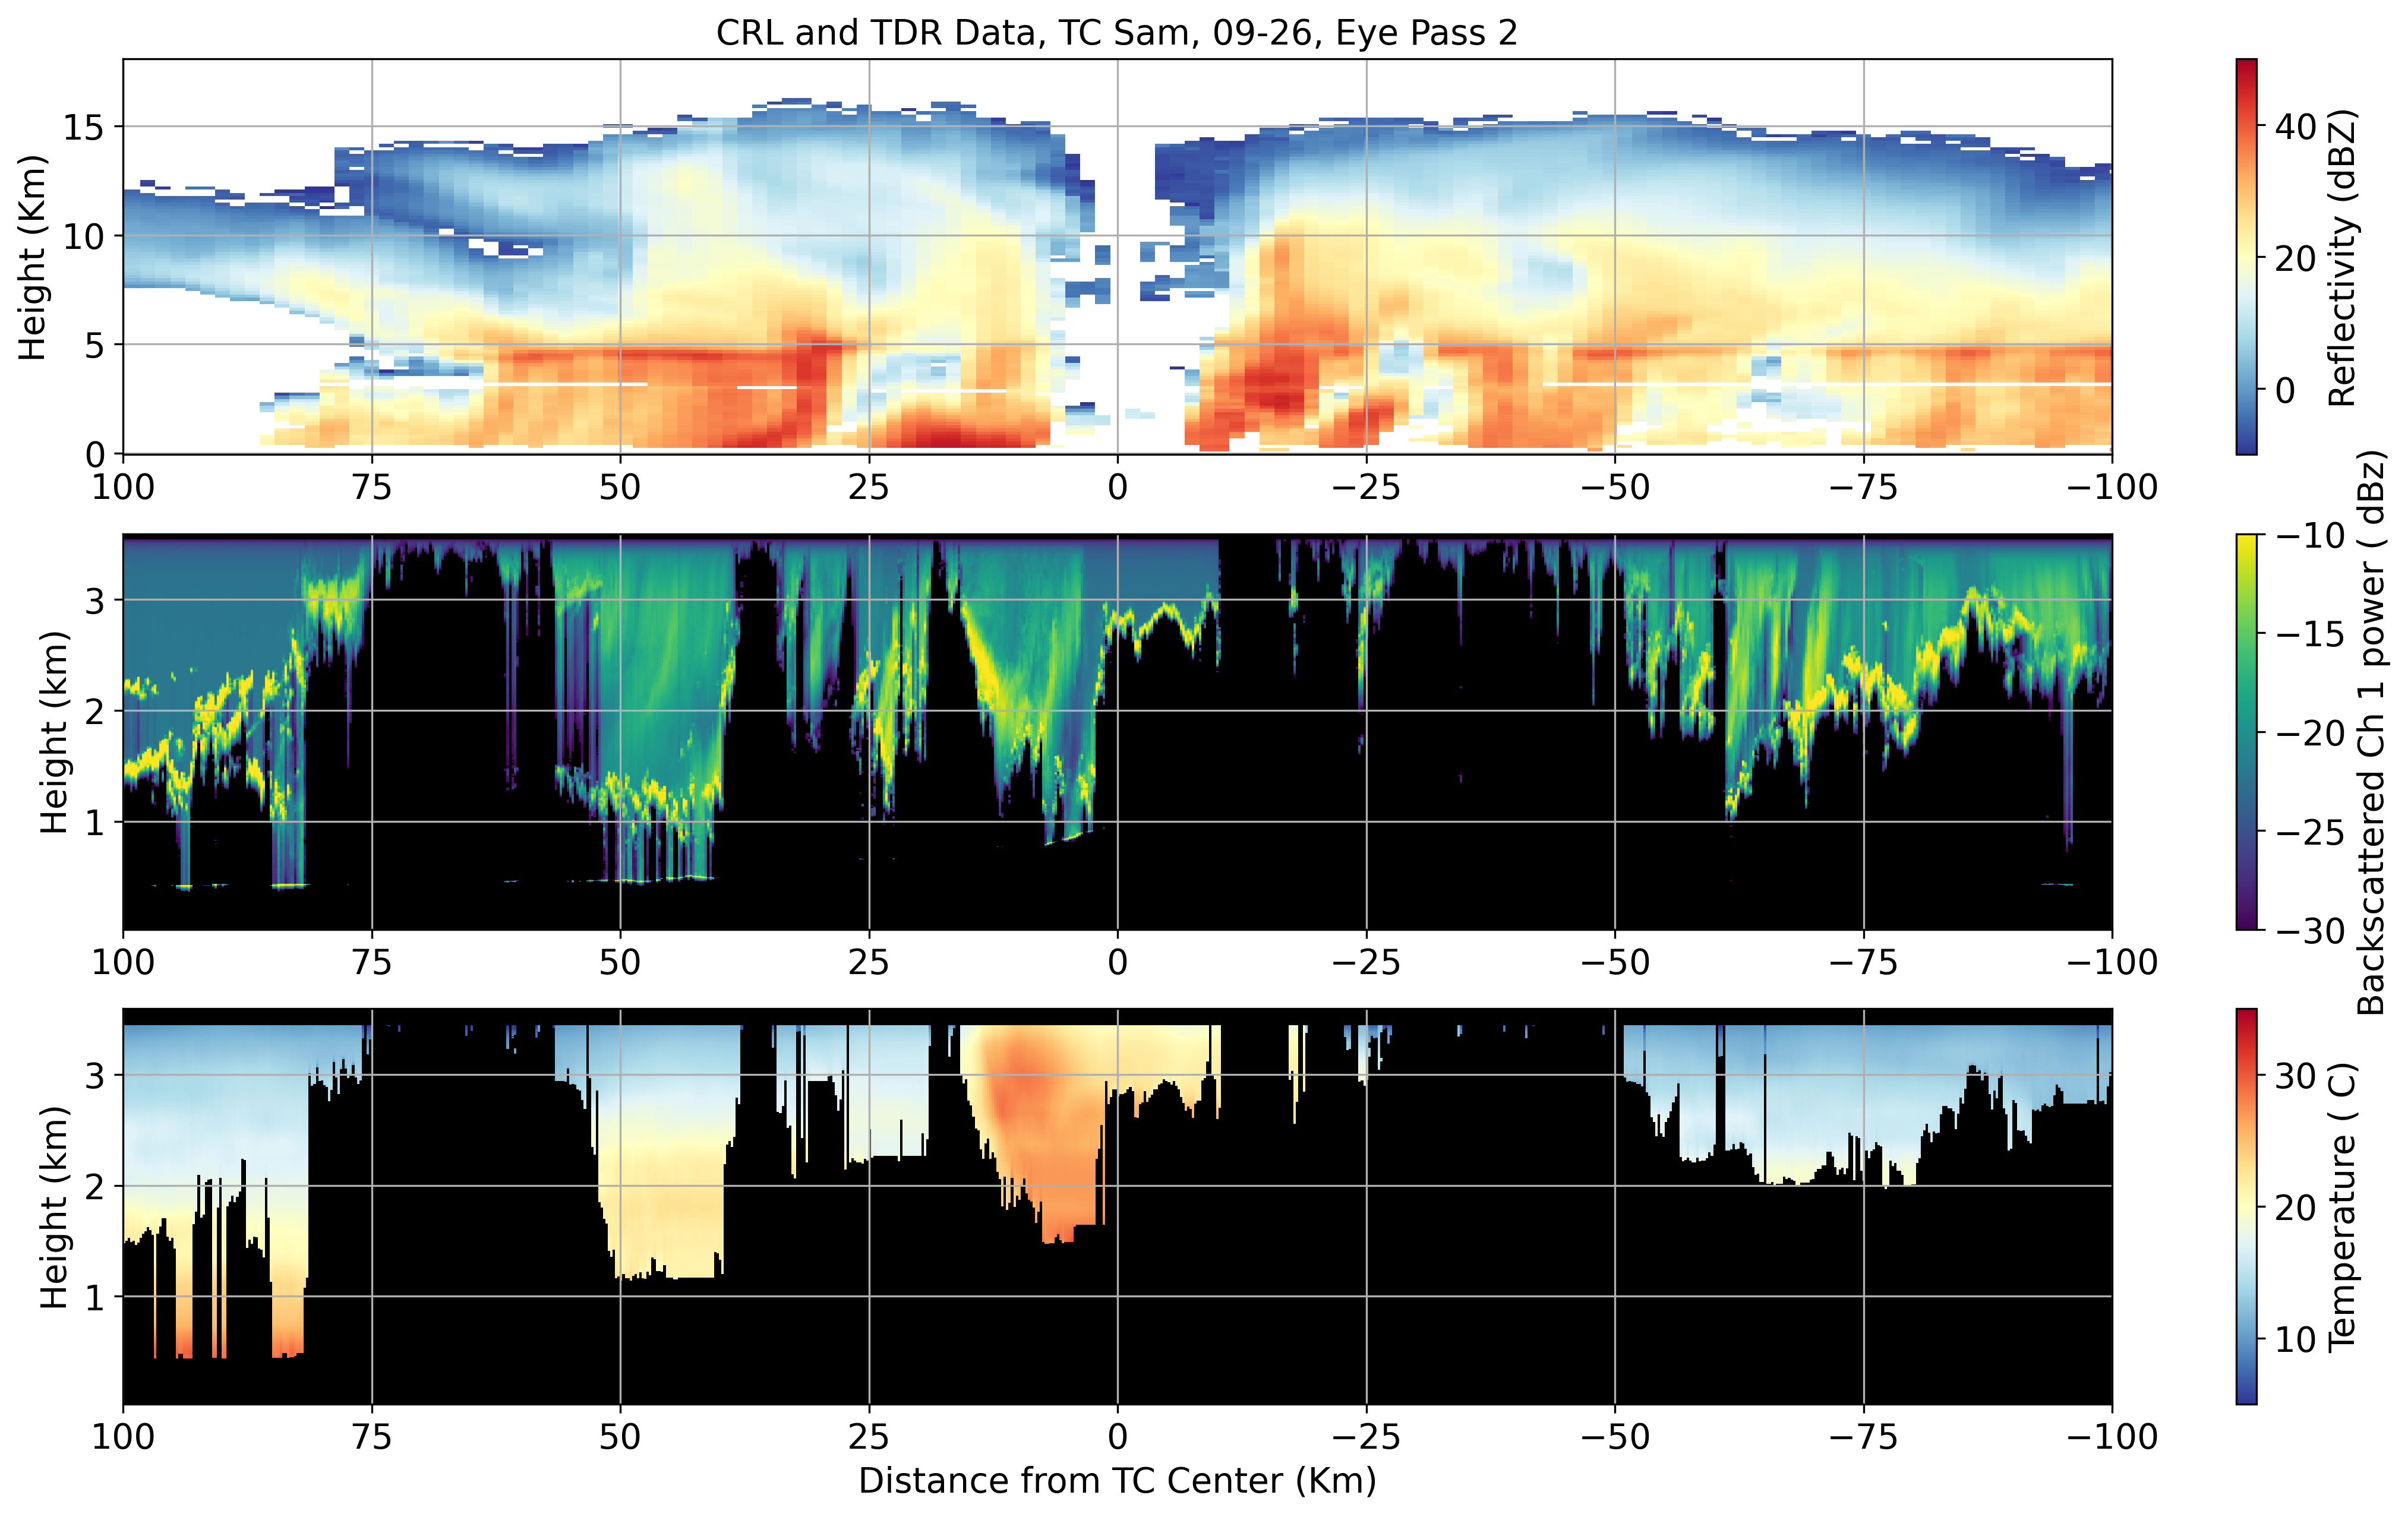 CRL and TDR Data, TC Sam, 09-26, Eye Pass 2
Height (Km)
15
10
5
0
100 75 50 25 0 −25 −50 −75 −100
40
20
0
Reflectivity (dBZ)
Height (km)
3
2
1
100 75 50 25 0 −25 −50 −75 −100
−10
−15
−20
−25
−30
Backscattered Ch 1 power ( dBz)
Height (km)
3
2
1
100 75 50 25 0 −25 −50 −75 −100
Distance from TC Center (Km)
30
20
10
Temperature ( C)